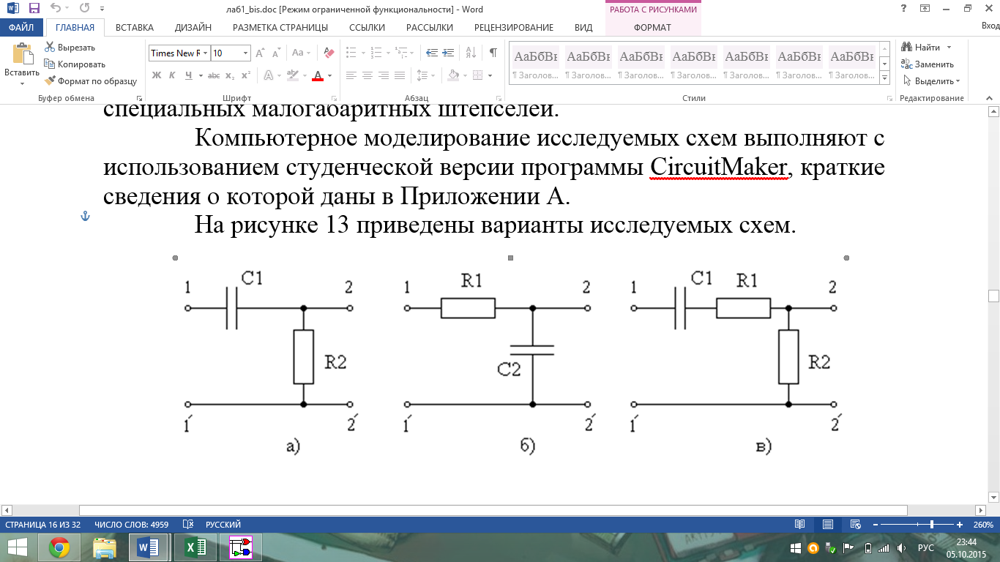 лаб1_bis.doc [Режим ограниченной функциональности] - Word
РАБОТА С РИСУНКАМИ
ФАЙЛ ГЛАВНАЯ ВСТАВКА ДИЗАЙН РАЗМЕТКА СТРАНИЦЫ ССЫЛКИ РАССЫЛКИ РЕЦЕНЗИРОВАНИЕ ВИД ФОРМАТ Вход
Вставить
Вырезать
Копировать
Формат по образцу
Буфер обмена
Times New R 10
Ж К Ч abc x₂ x²
Шрифт
Абзац
АаБбВı АаБбВı АаБбВı АаБбВı АаБбВı АаБбВı АаБбВı
¶ Заголов... ¶ Заголов... ¶ Заголов... ¶ Заголов... ¶ Заголов... ¶ Заголов... ¶ Заголов...
Стили
Найти
Заменить
Выделить
Редактирование
специальных малогабаритных штепселей.
Компьютерное моделирование исследуемых схем выполняют с
использованием студенческой версии программы CircuitMaker, краткие
сведения о которой даны в Приложении А.
На рисунке 13 приведены варианты исследуемых схем.
1 C1 2
R2
1′ 2′
а)
1 R1 2
C2
1′ 2′
б)
1 C1 R1 2
R2
1′ 2′
в)
СТРАНИЦА 16 ИЗ 32 ЧИСЛО СЛОВ: 4959 РУССКИЙ 260%
РУС
23:44
05.10.2015